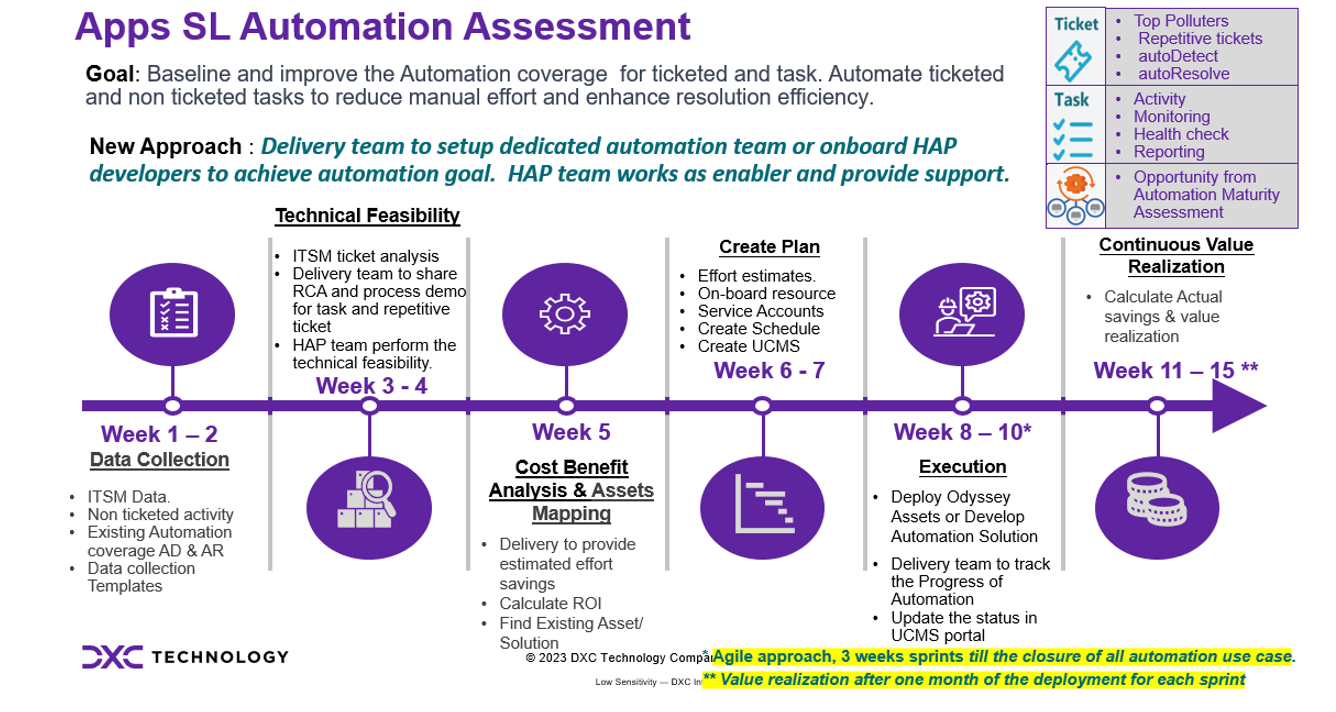 Apps SL Automation Assessment
Goal: Baseline and improve the Automation coverage for ticketed and task. Automate ticketed
and non ticketed tasks to reduce manual effort and enhance resolution efficiency.
New Approach : Delivery team to setup dedicated automation team or onboard HAP
developers to achieve automation goal. HAP team works as enabler and provide support.
Ticket
• Top Polluters
• Repetitive tickets
• autoDetect
• autoResolve
Task
• Activity
• Monitoring
• Health check
• Reporting
• Opportunity from
Automation Maturity
Assessment
Week 1 – 2
Data Collection
• ITSM Data.
• Non ticketed activity
• Existing Automation
coverage AD & AR
• Data collection
Templates
Technical Feasibility
• ITSM ticket analysis
• Delivery team to share
RCA and process demo
for task and repetitive
ticket
• HAP team perform the
technical feasibility.
Week 3 - 4
Week 5
Cost Benefit
Analysis & Assets
Mapping
• Delivery to provide
estimated effort
savings
• Calculate ROI
• Find Existing Asset/
Solution
Create Plan
• Effort estimates.
• On-board resource
• Service Accounts
• Create Schedule
• Create UCMS
Week 6 - 7
Week 8 – 10*
Execution
• Deploy Odyssey
Assets or Develop
Automation Solution
• Delivery team to track
the Progress of
Automation
• Update the status in
UCMS portal
Continuous Value
Realization
• Calculate Actual
savings & value
realization
Week 11 – 15 **
DXC TECHNOLOGY
© 2023 DXC Technology Compa
Low Sensitivity — DXC In
* Agile approach, 3 weeks sprints till the closure of all automation use case.
** Value realization after one month of the deployment for each sprint